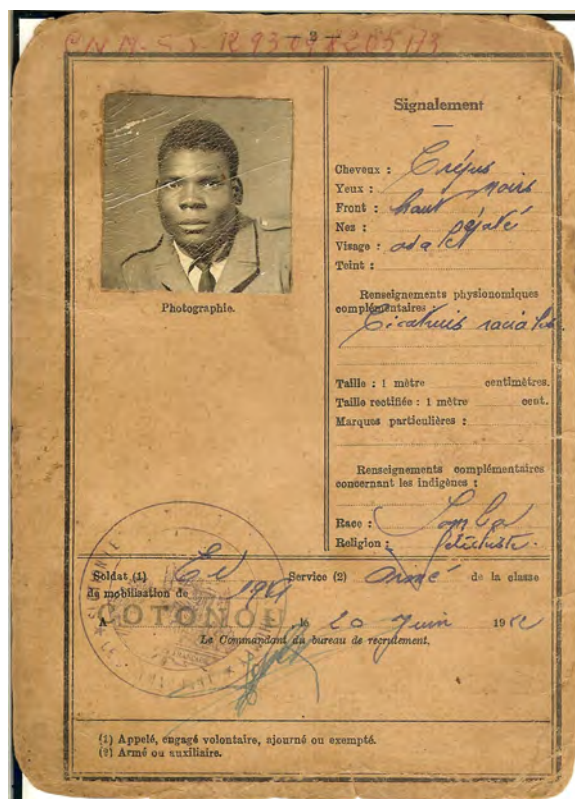 — 3 —
Signalement
Cheveux : Crépus
Yeux : noirs
Front : haut
Nez : épaté
Visage : ovale
Teint :
Photographie.
Renseignements physionomiques
complémentaires :
Cicatrices raciales
Taille : 1 mètre centimètres.
Taille rectifiée : 1 mètre cent.
Marques particulières :
Renseignements complémentaires
concernant les indigènes :
Race : Somba
Religion : fétichiste.
Soldat (1) EV Service (2) Armé de la classe
de mobilisation de
A COTONOU le 20 Juin 19
Le Commandant du bureau de recrutement,
(1) Appelé, engagé volontaire, ajourné ou exempté.
(2) Armé ou auxiliaire.